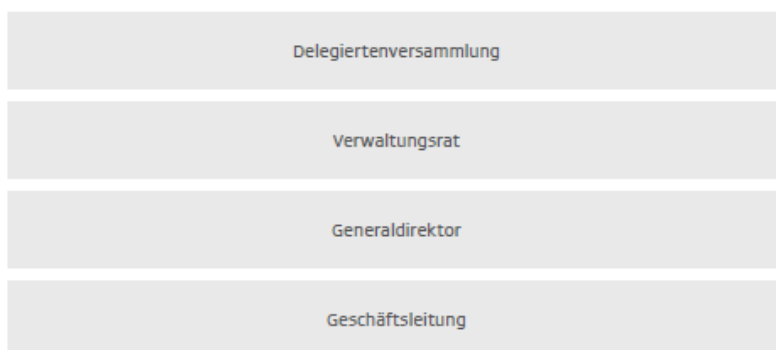 Delegiertenversammlung
Verwaltungsrat
Generaldirektor
Geschäftsleitung